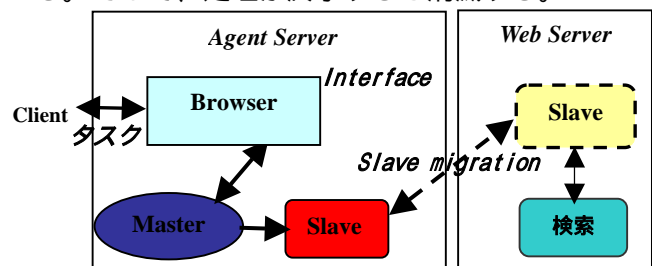 Agent Server
Web Server
Interface
Browser
Client
タスク
Slave
Slave migration
Master
Slave
検索